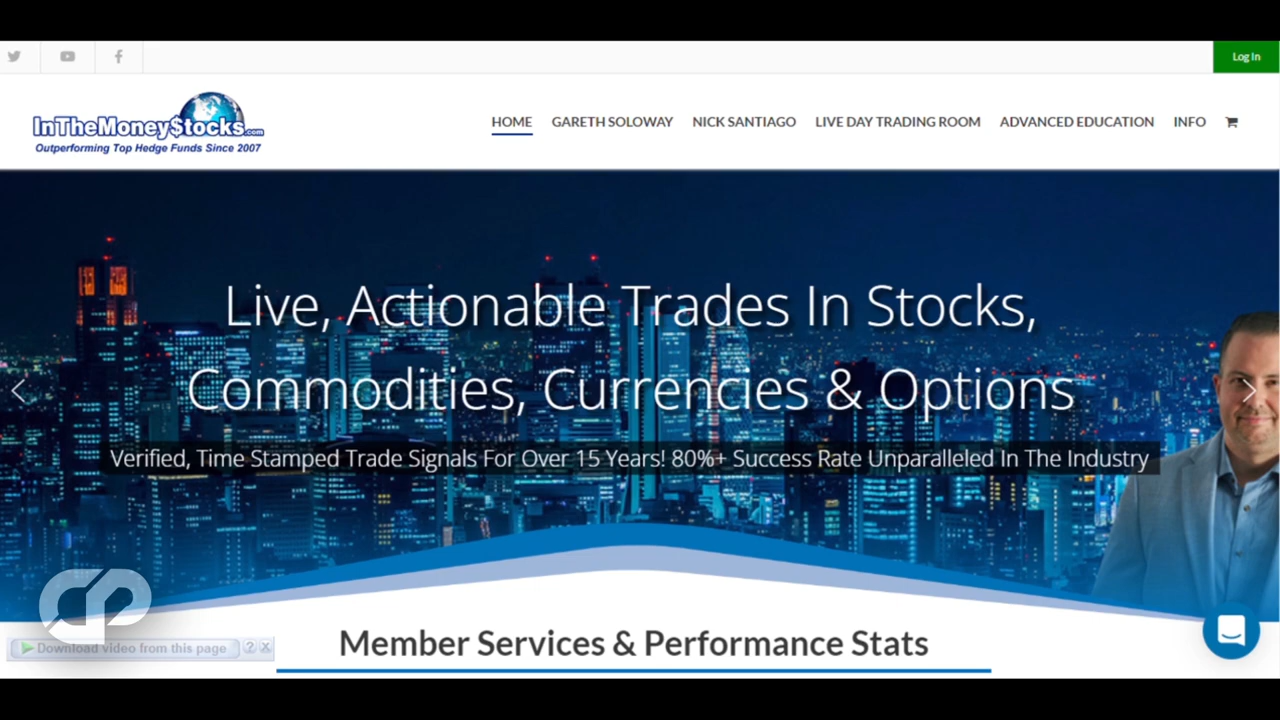 Log In
InTheMoney$tocks.com
Outperforming Top Hedge Funds Since 2007
HOME GARETH SOLOWAY NICK SANTIAGO LIVE DAY TRADING ROOM ADVANCED EDUCATION INFO
Live, Actionable Trades In Stocks,
Commodities, Currencies & Options
Verified, Time Stamped Trade Signals For Over 15 Years! 80%+ Success Rate Unparalleled In The Industry
Download video from this page ? X
Member Services & Performance Stats